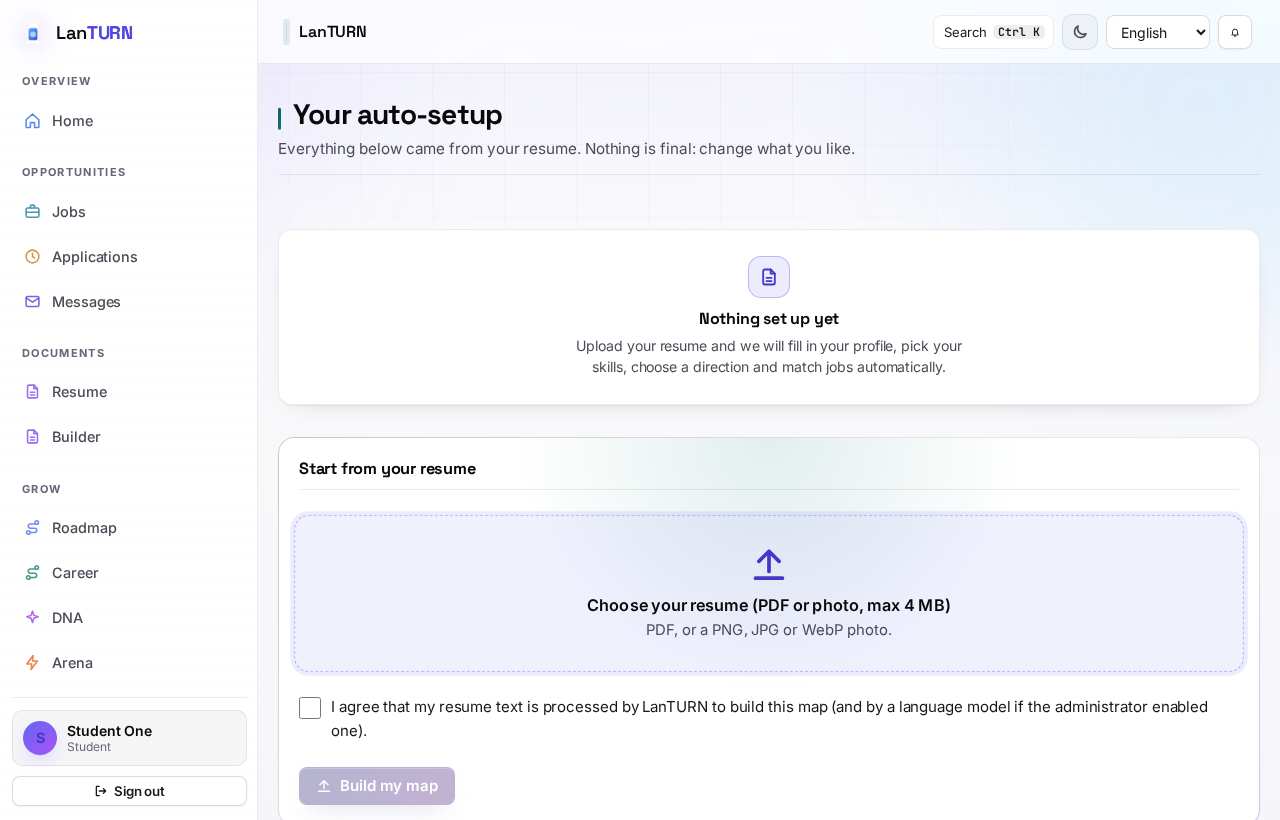 LanTURN
OVERVIEW
Home
OPPORTUNITIES
Jobs
Applications
Messages
DOCUMENTS
Resume
Builder
GROW
Roadmap
Career
DNA
Arena
S
Student One
Student
Sign out
LanTURN
Search Ctrl K
English
Your auto-setup
Everything below came from your resume. Nothing is final: change what you like.
Nothing set up yet
Upload your resume and we will fill in your profile, pick your
skills, choose a direction and match jobs automatically.
Start from your resume
Choose your resume (PDF or photo, max 4 MB)
PDF, or a PNG, JPG or WebP photo.
I agree that my resume text is processed by LanTURN to build this map (and by a language model if the administrator enabled
one).
Build my map